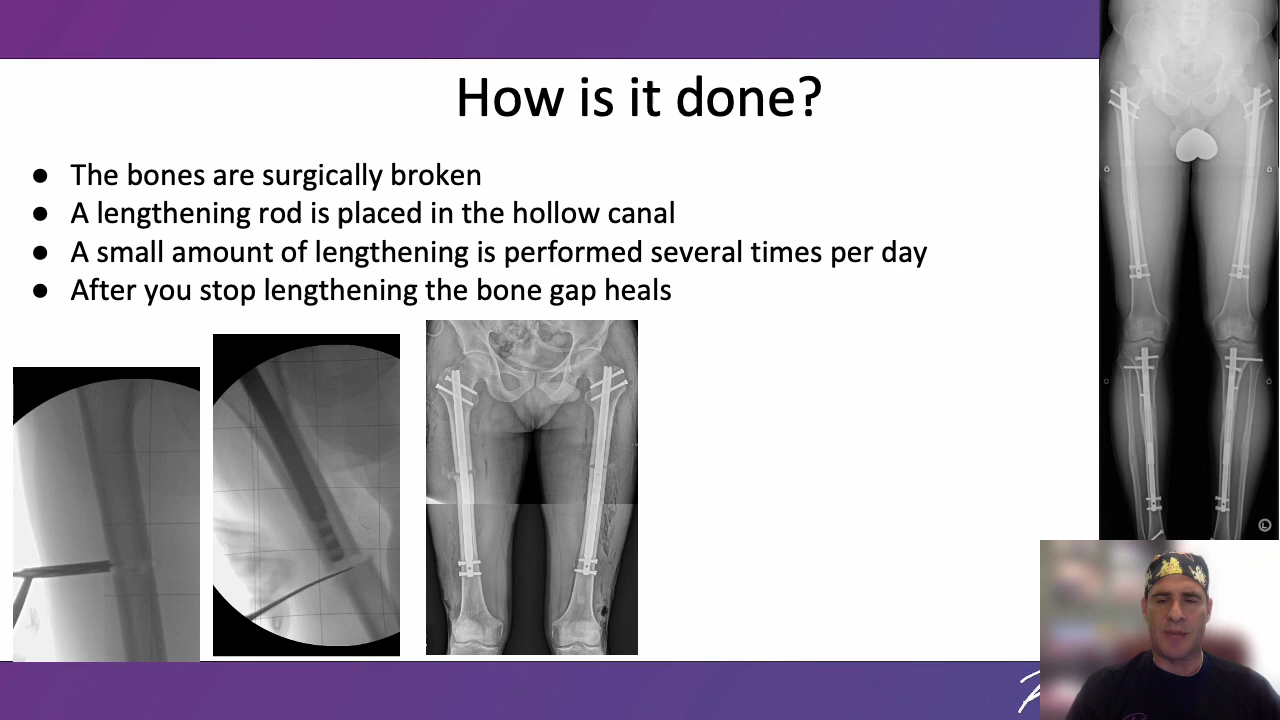 How is it done?
● The bones are surgically broken
● A lengthening rod is placed in the hollow canal
● A small amount of lengthening is performed several times per day
● After you stop lengthening the bone gap heals
L